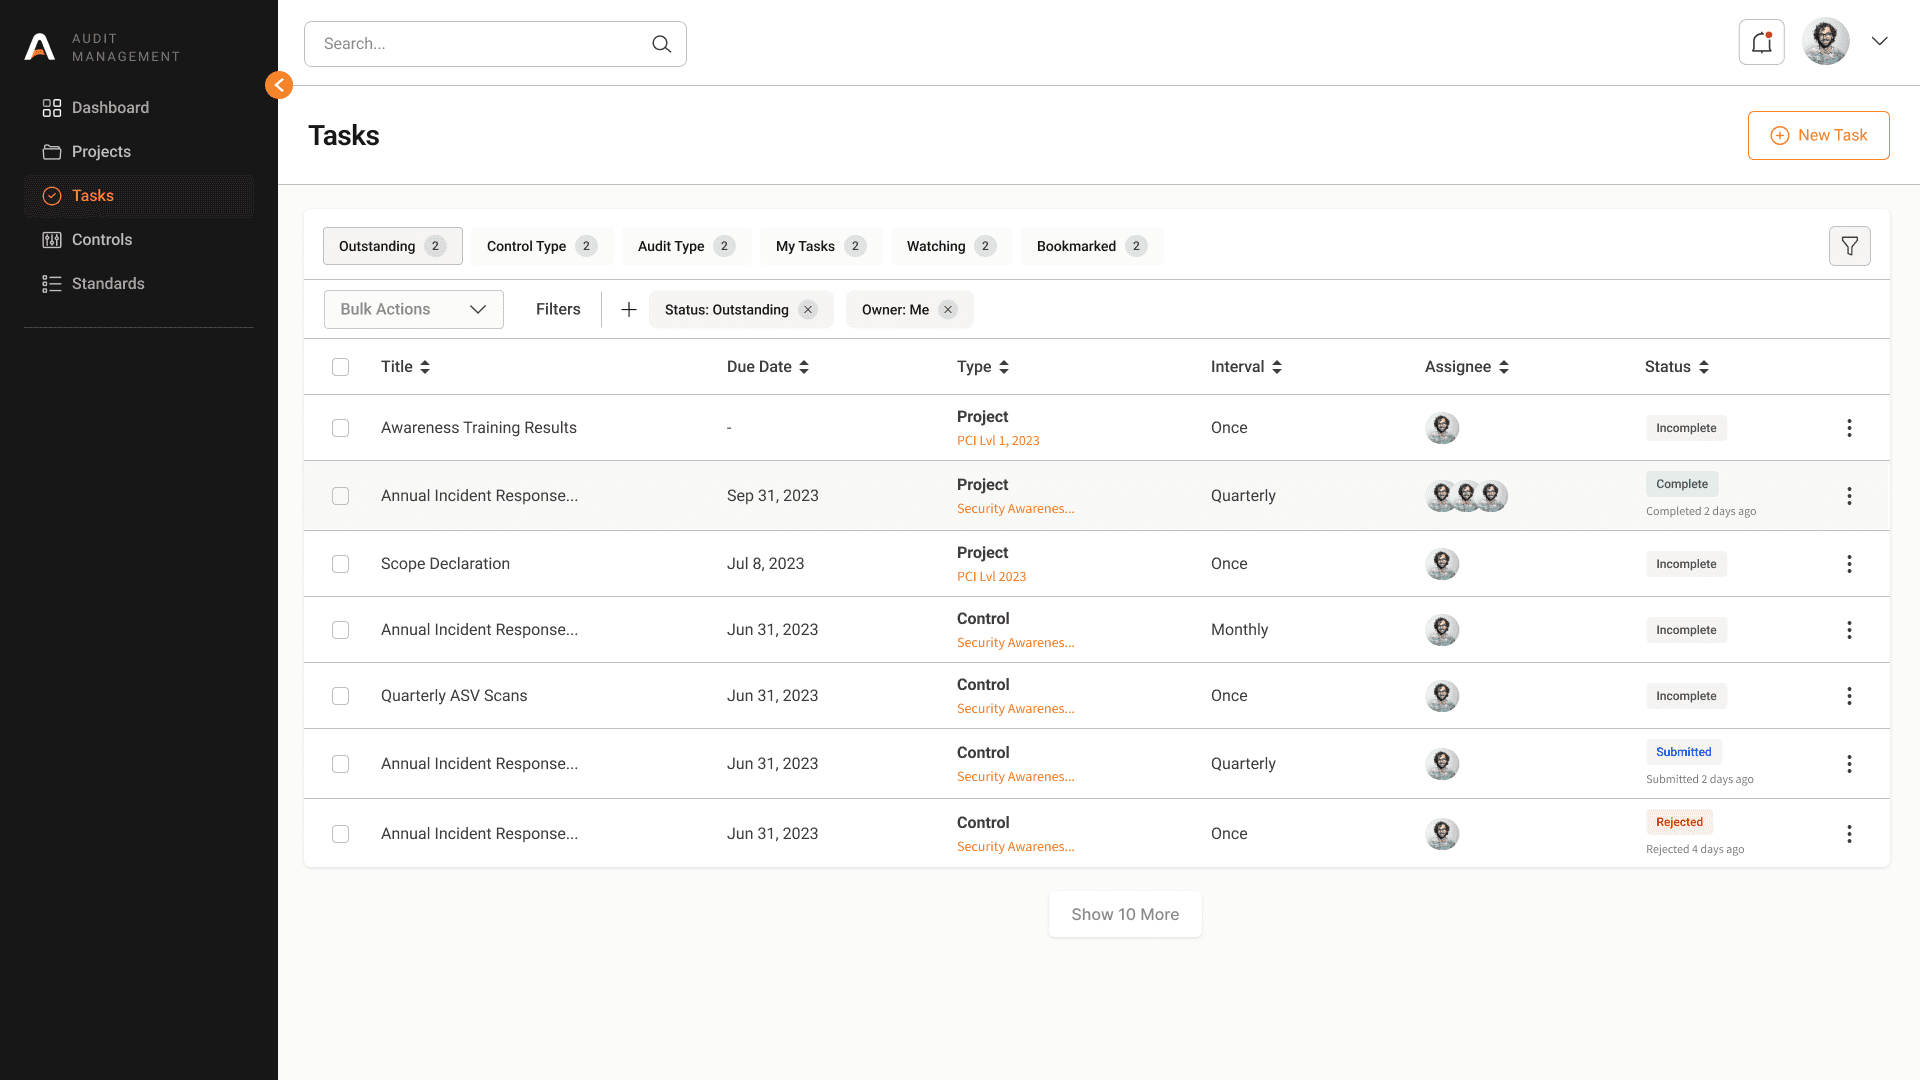 AUDIT
MANAGEMENT
Dashboard
Projects
Tasks
Controls
Standards
Search...
Tasks
New Task
Outstanding 2
Control Type 2
Audit Type 2
My Tasks 2
Watching 2
Bookmarked 2
Bulk Actions
Filters
Status: Outstanding
Owner: Me
Title Due Date Type Interval Assignee Status
Awareness Training Results - Project Once Incomplete
PCI Lvl 1, 2023
Annual Incident Response... Sep 31, 2023 Project Quarterly Complete
Security Awarenes... Completed 2 days ago
Scope Declaration Jul 8, 2023 Project Once Incomplete
PCI Lvl 2023
Annual Incident Response... Jun 31, 2023 Control Monthly Incomplete
Security Awarenes...
Quarterly ASV Scans Jun 31, 2023 Control Once Incomplete
Security Awarenes...
Annual Incident Response... Jun 31, 2023 Control Quarterly Submitted
Security Awarenes... Submitted 2 days ago
Annual Incident Response... Jun 31, 2023 Control Once Rejected
Security Awarenes... Rejected 4 days ago
Show 10 More